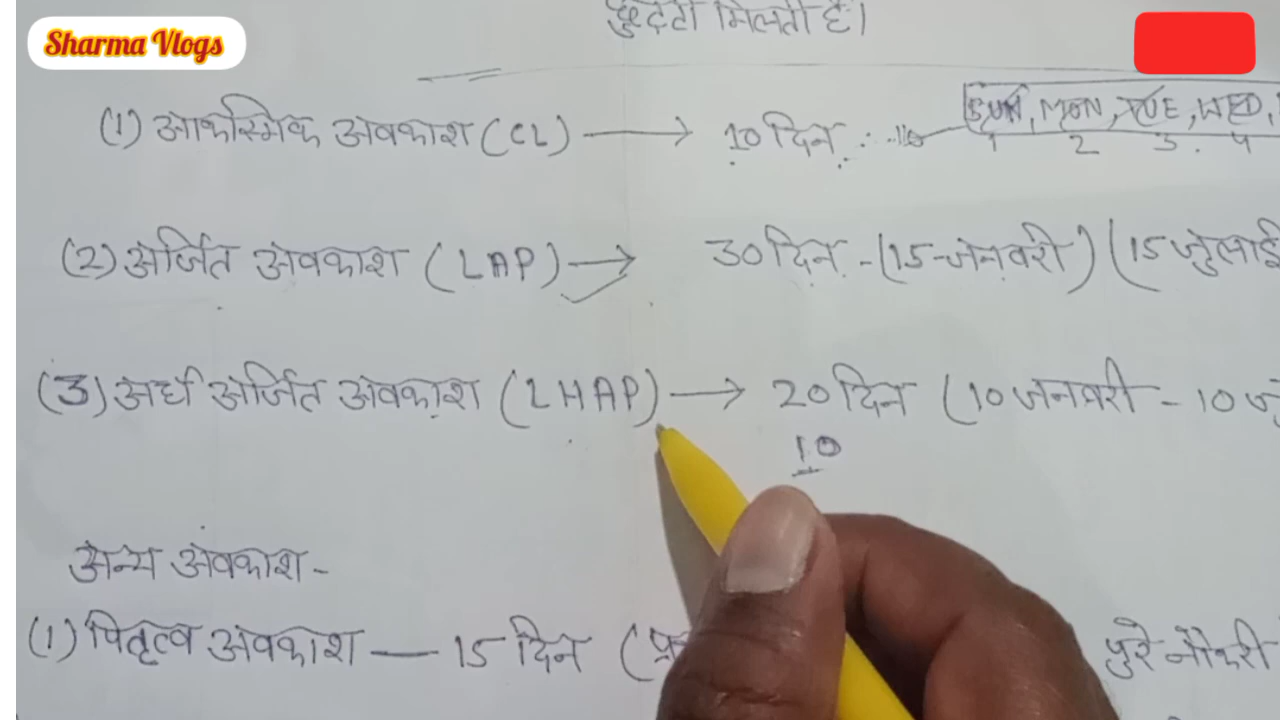 Sharma Vlogs
छुट्टी मिलती है।
(1) आकस्मिक अवकाश (CL) → 10 दिन
SUN, MON, TUE, WED,
1 2 3. 4
(2) अर्जित अवकाश (LAP) → 30 दिन - (15-जनवरी) (15 जुलाई
(3) अर्ध अर्जित अवकाश (LHAP) → 20 दिन (10 जनवरी - 10
10
अन्य अवकाश-
(1) पितृत्व अवकाश — 15 दिन ( पुरे नौकरी